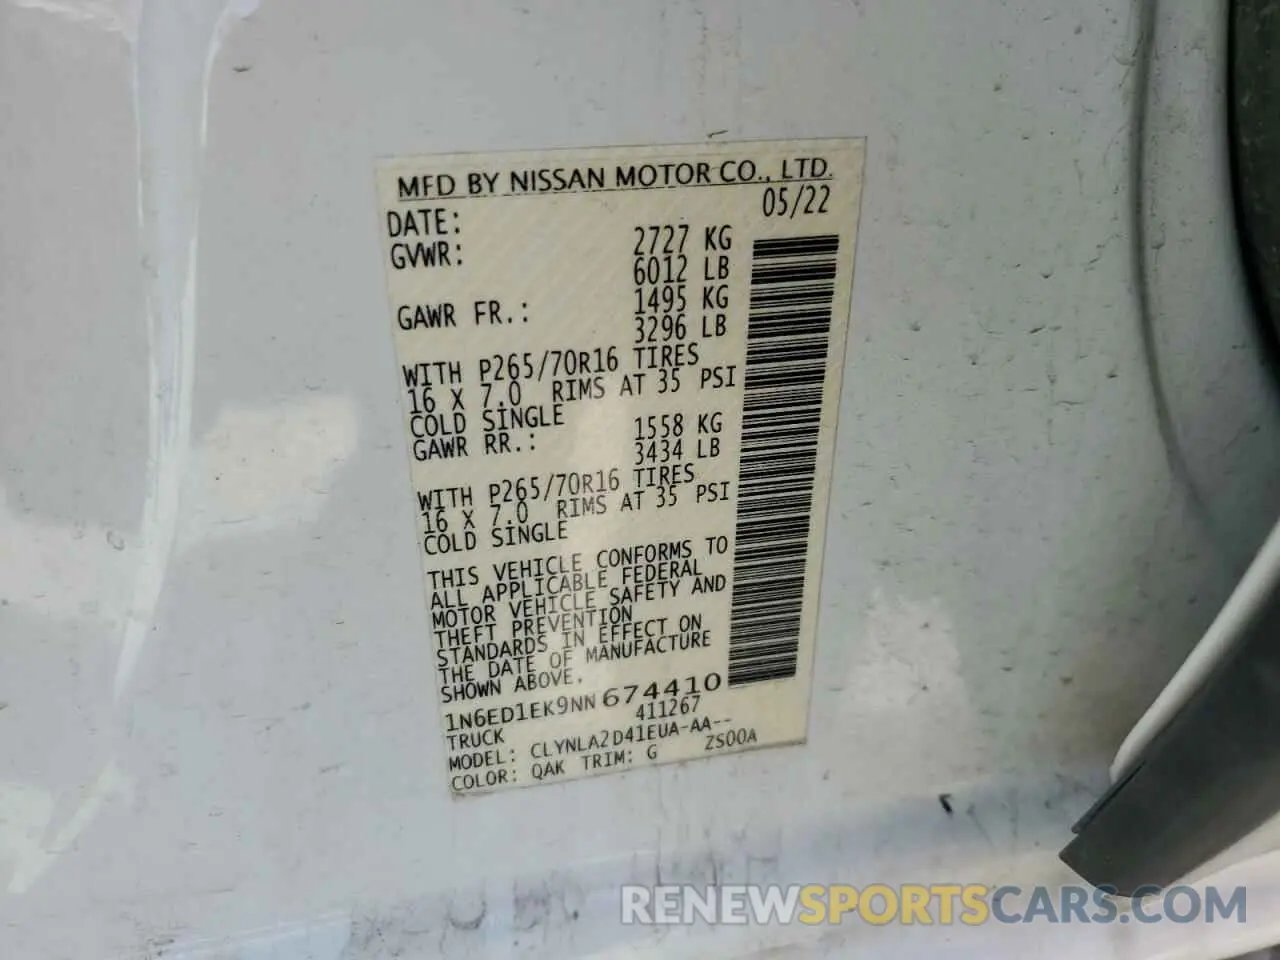 MFD BY NISSAN MOTOR CO., LTD.
DATE: 05/22
GVWR: 2727 KG
6012 LB
GAWR FR.: 1495 KG
3296 LB
WITH P265/70R16 TIRES
16 X 7.0 RIMS AT 35 PSI
COLD SINGLE
GAWR RR.: 1558 KG
3434 LB
WITH P265/70R16 TIRES
16 X 7.0 RIMS AT 35 PSI
COLD SINGLE
THIS VEHICLE CONFORMS TO
ALL APPLICABLE FEDERAL
MOTOR VEHICLE SAFETY AND
THEFT PREVENTION
STANDARDS IN EFFECT ON
THE DATE OF MANUFACTURE
SHOWN ABOVE.
1N6ED1EK9NN674410
TRUCK 411267
MODEL: CLYNLA2D41EUA-AA--
COLOR: QAK TRIM: G ZS00A
RENEWSPORTSCARS.COM